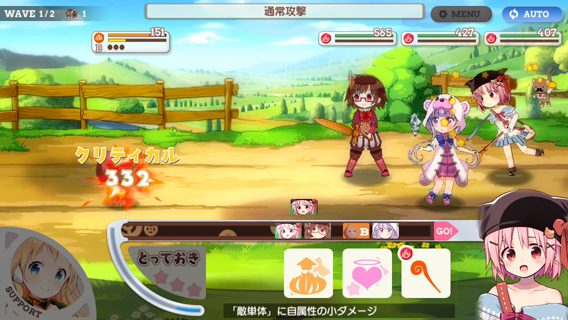 WAVE 1/2 1
通常攻撃
MENU
AUTO
151
B
565
427
407
クリティカル
332
B
GO!
とっておき
SUPPORT
「敵単体」に自属性の小ダメージ